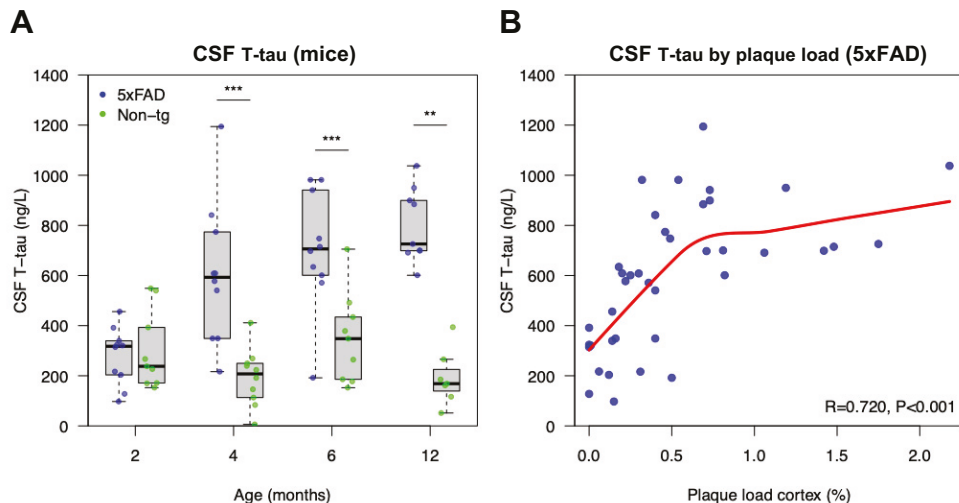 A
CSF T-tau (mice)
CSF T-tau (ng/L)
1400
1200
1000
800
600
400
200
0
5xFAD
Non-tg
***
***
**
2
4
6
12
Age (months)
B
CSF T-tau by plaque load (5xFAD)
CSF T-tau (ng/L)
1400
1200
1000
800
600
400
200
0
R=0.720, P<0.001
0.0
0.5
1.0
1.5
2.0
Plaque load cortex (%)